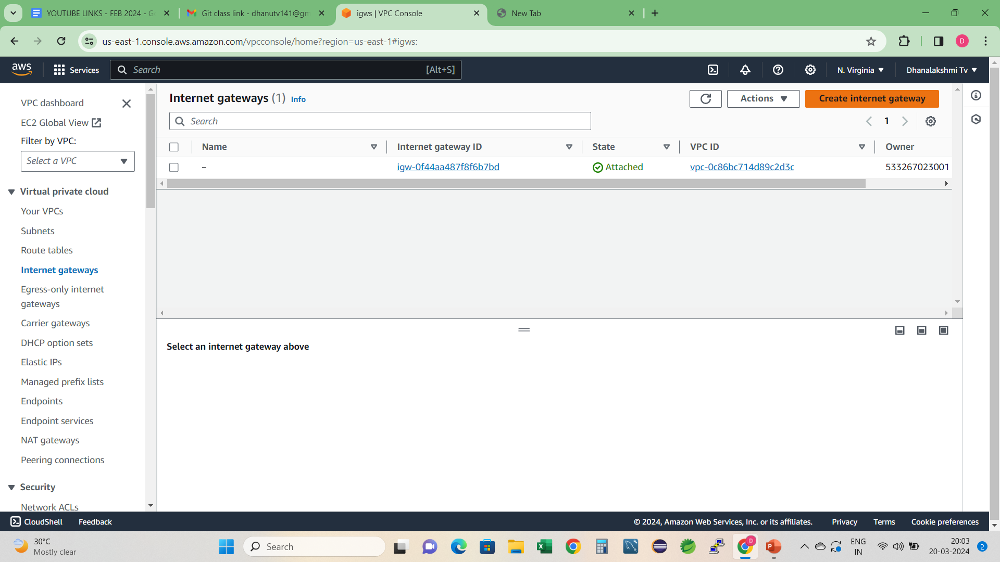 YOUTUBE LINKS - FEB 2024 - G
Git class link - dhanutv141@gm
igws | VPC Console
New Tab
us-east-1.console.aws.amazon.com/vpcconsole/home?region=us-east-1#igws:
D
aws
Services
Search
[Alt+S]
N. Virginia
Dhanalakshmi Tv
VPC dashboard
EC2 Global View
Filter by VPC:
Select a VPC
Virtual private cloud
Your VPCs
Subnets
Route tables
Internet gateways
Egress-only internet
gateways
Carrier gateways
DHCP option sets
Elastic IPs
Managed prefix lists
Endpoints
Endpoint services
NAT gateways
Peering connections
Security
Network ACLs
Internet gateways (1) Info
Actions
Create internet gateway
Search
1
Name Internet gateway ID State VPC ID Owner
– igw-0f44aa487f8f6b7bd Attached vpc-0c86bc714d89c2d3c 533267023001
Select an internet gateway above
CloudShell Feedback
© 2024, Amazon Web Services, Inc. or its affiliates. Privacy Terms Cookie preferences
30°C
Mostly clear
Search
D
ENG
IN
20:03
20-03-2024
2